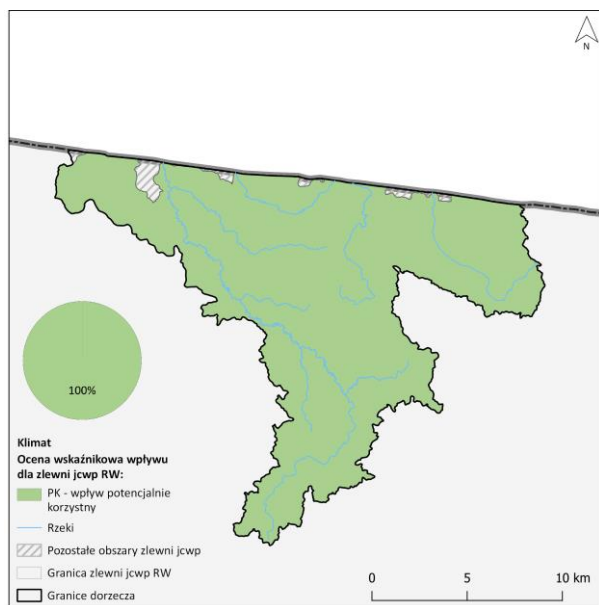 N
100%
Klimat
Ocena wskaźnikowa wpływu
dla zlewni jcwp RW:
PK - wpływ potencjalnie
korzystny
Rzeki
Pozostałe obszary zlewni jcwp
Granica zlewni jcwp RW
Granice dorzecza
0 5 10 km